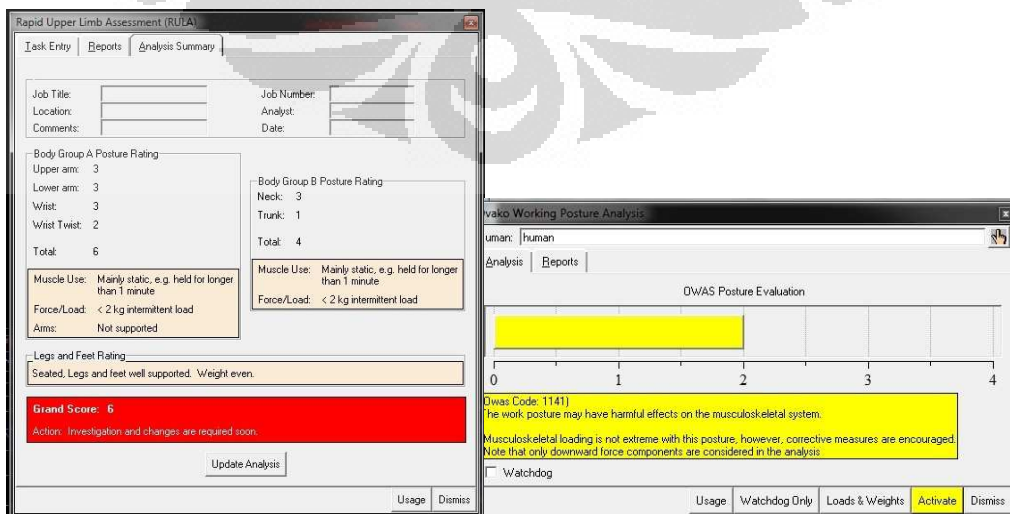 Rapid Upper Limb Assessment (RULA)
Task Entry Reports Analysis Summary
Job Title: Job Number:
Location: Analyst:
Comments: Date:
Body Group A Posture Rating
Upper arm: 3
Lower arm: 3
Wrist: 3
Wrist Twist: 2
Total: 6
Muscle Use: Mainly static, e.g. held for longer
than 1 minute
Force/Load: < 2 kg intermittent load
Arms: Not supported
Body Group B Posture Rating
Neck: 3
Trunk: 1
Total: 4
Muscle Use: Mainly static, e.g. held for longer
than 1 minute
Force/Load: < 2 kg intermittent load
Legs and Feet Rating
Seated, Legs and feet well supported. Weight even.
Grand Score: 6
Action: Investigation and changes are required soon.
Update Analysis
Usage Dismiss
vako Working Posture Analysis
uman: human
Analysis Reports
OWAS Posture Evaluation
0 1 2 3 4
Owas Code: 1141)
The work posture may have harmful effects on the musculoskeletal system.
Musculoskeletal loading is not extreme with this posture, however, corrective measures are encouraged.
Note that only downward force components are considered in the analysis
Watchdog
Usage Watchdog Only Loads & Weights Activate Dismiss